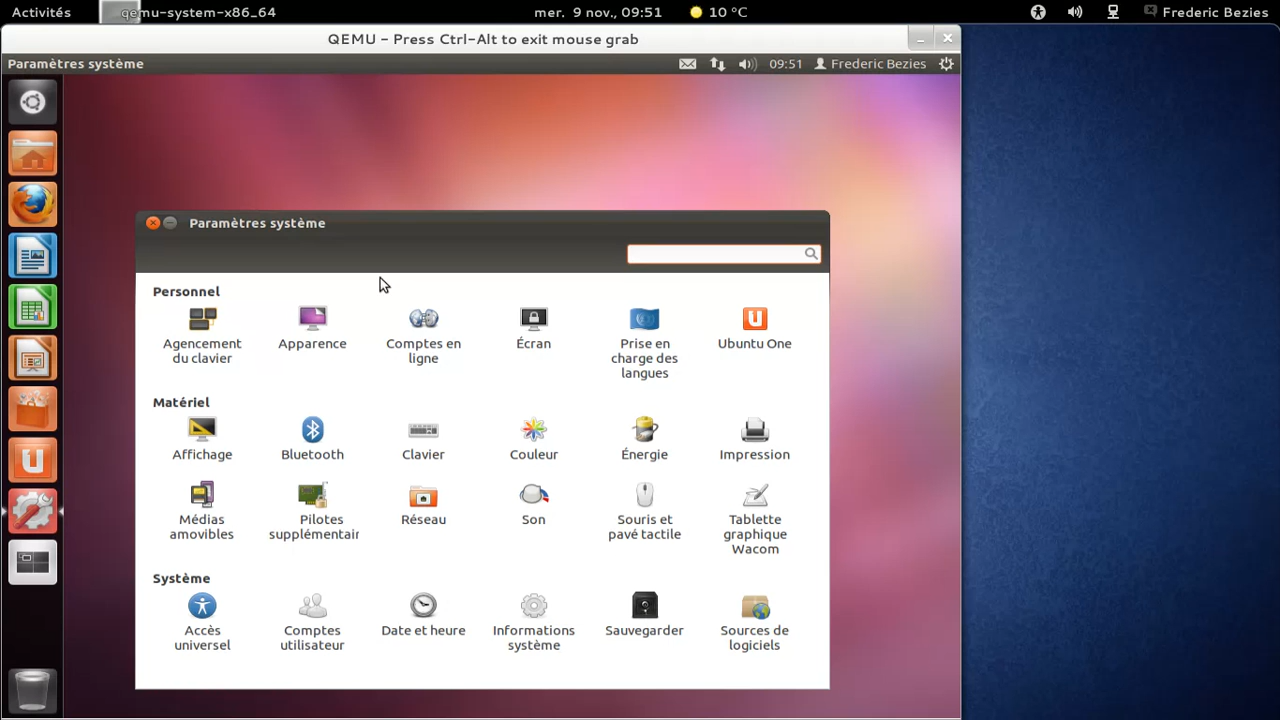 Activités qemu-system-x86_64 mer. 9 nov., 09:51 10 °C Frederic Bezies
QEMU - Press Ctrl-Alt to exit mouse grab
Paramètres système 09:51 Frederic Bezies
Paramètres système
Personnel
Agencement du clavier
Apparence
Comptes en ligne
Écran
Prise en charge des langues
Ubuntu One
Matériel
Affichage
Bluetooth
Clavier
Couleur
Énergie
Impression
Médias amovibles
Pilotes supplémentair
Réseau
Son
Souris et pavé tactile
Tablette graphique Wacom
Système
Accès universel
Comptes utilisateur
Date et heure
Informations système
Sauvegarder
Sources de logiciels